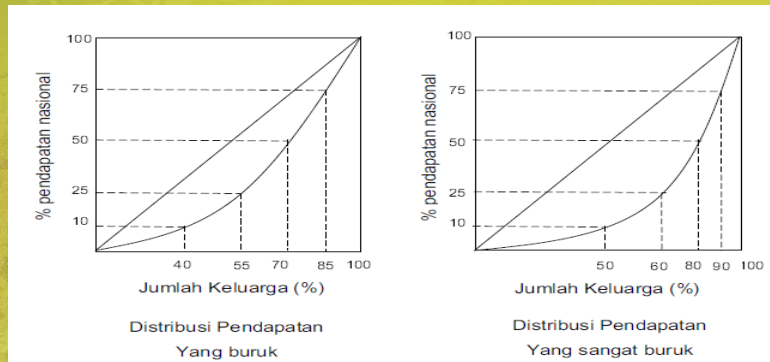 100
75
50
25
10
% pendapatan nasional
40 55 70 85 100
Jumlah Keluarga (%)
Distribusi Pendapatan
Yang buruk
100
75
50
25
10
% pendapatan nasional
50 60 80 90 100
Jumlah Keluarga (%)
Distribusi Pendapatan
Yang sangat buruk